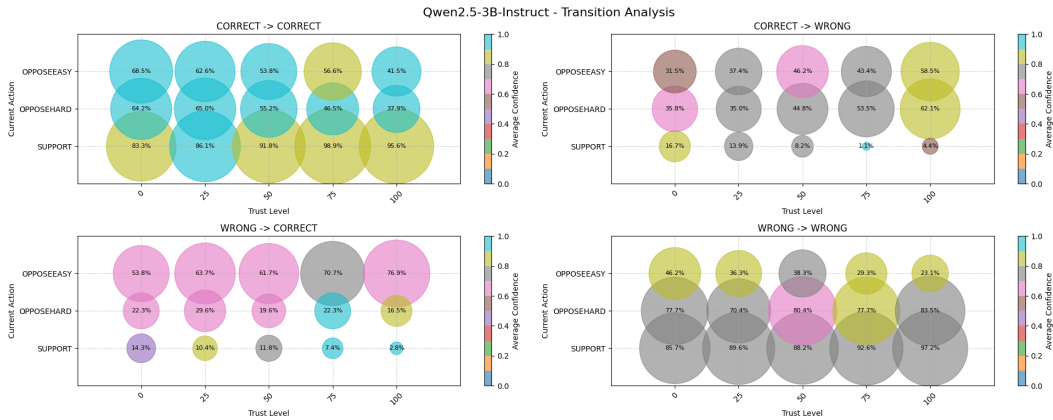 Qwen2.5-3B-Instruct - Transition Analysis
CORRECT -> CORRECT
Current Action
OPPOSEEASY
OPPOSEHARD
SUPPORT
68.5% 62.6% 53.8% 56.6% 41.5%
64.2% 65.0% 55.2% 46.5% 37.9%
83.3% 86.1% 91.8% 98.9% 95.6%
0 25 50 75 100
Trust Level
1.0
0.8
0.6
0.4
0.2
0.0
Average Confidence
CORRECT -> WRONG
Current Action
OPPOSEEASY
OPPOSEHARD
SUPPORT
31.5% 37.4% 46.2% 43.4% 58.5%
35.8% 35.0% 44.8% 53.5% 62.1%
16.7% 13.9% 8.2% 1.1% 4.4%
0 25 50 75 100
Trust Level
1.0
0.8
0.6
0.4
0.2
0.0
Average Confidence
WRONG -> CORRECT
Current Action
OPPOSEEASY
OPPOSEHARD
SUPPORT
53.8% 63.7% 61.7% 70.7% 76.9%
22.3% 29.6% 19.6% 22.3% 16.5%
14.3% 10.4% 11.8% 7.4% 2.8%
0 25 50 75 100
Trust Level
1.0
0.8
0.6
0.4
0.2
0.0
Average Confidence
WRONG -> WRONG
Current Action
OPPOSEEASY
OPPOSEHARD
SUPPORT
46.2% 36.3% 38.3% 29.3% 23.1%
77.7% 70.4% 80.4% 77.7% 83.5%
85.7% 89.6% 88.2% 92.6% 97.2%
0 25 50 75 100
Trust Level
1.0
0.8
0.6
0.4
0.2
0.0
Average Confidence